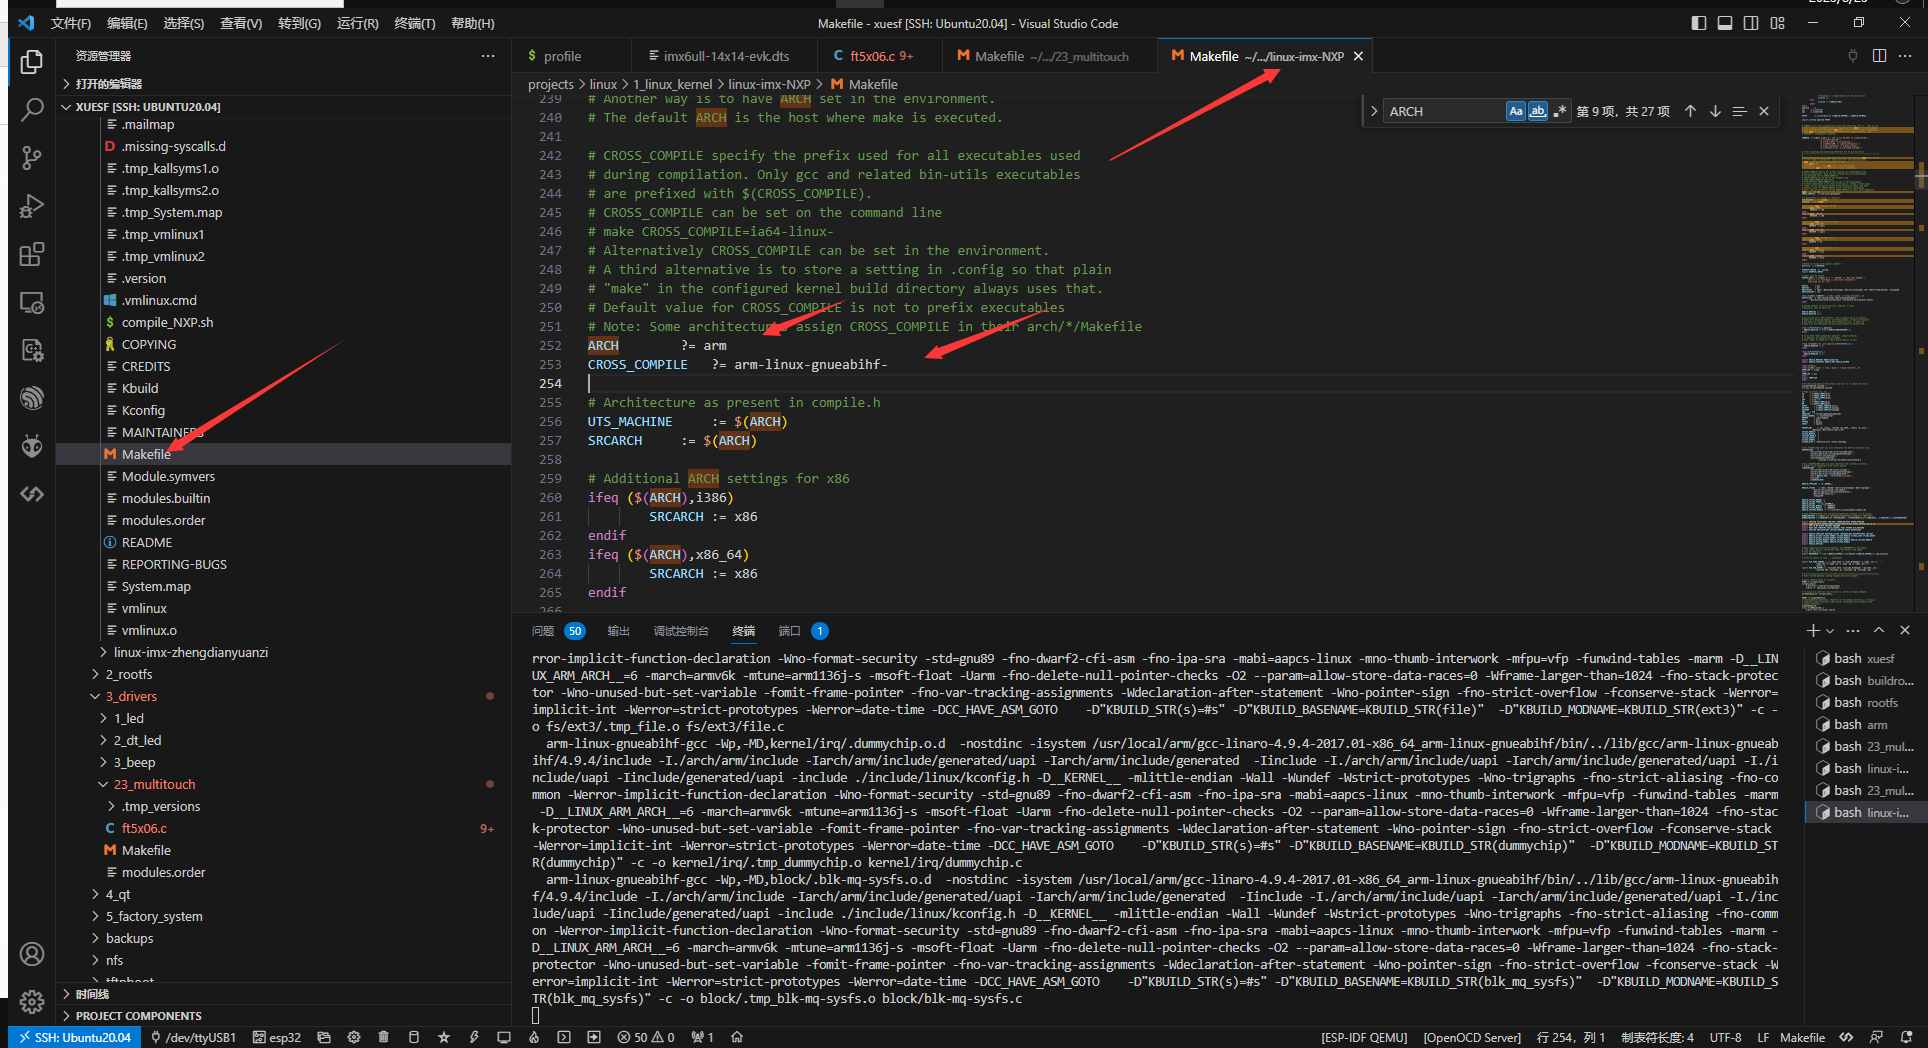 文件(F) 编辑(E) 选择(S) 查看(V) 转到(G) 运行(R) 终端(T) 帮助(H)
Makefile - xuesf [SSH: Ubuntu20.04] - Visual Studio Code
资源管理器
打开的编辑器
XUESF [SSH: UBUNTU20.04]
.mailmap
D .missing-syscalls.d
.tmp_kallsyms1.o
.tmp_kallsyms2.o
.tmp_System.map
.tmp_vmlinux1
.tmp_vmlinux2
.version
.vmlinux.cmd
$ compile_NXP.sh
COPYING
CREDITS
Kbuild
Kconfig
MAINTAINERS
M Makefile
Module.symvers
modules.builtin
modules.order
README
REPORTING-BUGS
System.map
vmlinux
vmlinux.o
linux-imx-zhengdianyuanzi
2_rootfs
3_drivers
1_led
2_dt_led
3_beep
23_multitouch
.tmp_versions
C ft5x06.c 9+
M Makefile
modules.order
4_qt
5_factory_system
backups
nfs
tftpboot
时间线
PROJECT COMPONENTS
$ profile
imx6ull-14x14-evk.dts
C ft5x06.c 9+
M Makefile ~/.../23_multitouch
M Makefile ~/.../linux-imx-NXP
projects > linux > 1_linux_kernel > linux-imx-NXP > M Makefile
ARCH Aa ab .* 第 9 项，共 27 项
239 # Another way is to have ARCH set in the environment.
240 # The default ARCH is the host where make is executed.
241
242 # CROSS_COMPILE specify the prefix used for all executables used
243 # during compilation. Only gcc and related bin-utils executables
244 # are prefixed with $(CROSS_COMPILE).
245 # CROSS_COMPILE can be set on the command line
246 # make CROSS_COMPILE=ia64-linux-
247 # Alternatively CROSS_COMPILE can be set in the environment.
248 # A third alternative is to store a setting in .config so that plain
249 # "make" in the configured kernel build directory always uses that.
250 # Default value for CROSS_COMPILE is not to prefix executables
251 # Note: Some architectures assign CROSS_COMPILE in their arch/*/Makefile
252 ARCH ?= arm
253 CROSS_COMPILE ?= arm-linux-gnueabihf-
254
255 # Architecture as present in compile.h
256 UTS_MACHINE := $(ARCH)
257 SRCARCH := $(ARCH)
258
259 # Additional ARCH settings for x86
260 ifeq ($(ARCH),i386)
261 SRCARCH := x86
262 endif
263 ifeq ($(ARCH),x86_64)
264 SRCARCH := x86
265 endif
266
问题 50 输出 调试控制台 终端 端口 1
rror-implicit-function-declaration -Wno-format-security -std=gnu89 -fno-dwarf2-cfi-asm -fno-ipa-sra -mabi=aapcs-linux -mno-thumb-interwork -mfpu=vfp -funwind-tables -marm -D__LIN
UX_ARM_ARCH__=6 -march=armv6k -mtune=arm1136j-s -msoft-float -Uarm -fno-delete-null-pointer-checks -O2 --param=allow-store-data-races=0 -Wframe-larger-than=1024 -fno-stack-protec
tor -Wno-unused-but-set-variable -fomit-frame-pointer -fno-var-tracking-assignments -Wdeclaration-after-statement -Wno-pointer-sign -fno-strict-overflow -fconserve-stack -Werror=
implicit-int -Werror=strict-prototypes -Werror=date-time -DCC_HAVE_ASM_GOTO -D"KBUILD_STR(s)=#s" -D"KBUILD_BASENAME=KBUILD_STR(file)" -D"KBUILD_MODNAME=KBUILD_STR(ext3)" -c -
o fs/ext3/.tmp_file.o fs/ext3/file.c
arm-linux-gnueabihf-gcc -Wp,-MD,kernel/irq/.dummychip.o.d -nostdinc -isystem /usr/local/arm/gcc-linaro-4.9.4-2017.01-x86_64_arm-linux-gnueabihf/bin/../lib/gcc/arm-linux-gnueab
ihf/4.9.4/include -I./arch/arm/include -Iarch/arm/include/generated/uapi -Iarch/arm/include/generated -Iinclude -I./arch/arm/include/uapi -Iarch/arm/include/generated/uapi -I./i
nclude/uapi -Iinclude/generated/uapi -include ./include/linux/kconfig.h -D__KERNEL__ -mlittle-endian -Wall -Wundef -Wstrict-prototypes -Wno-trigraphs -fno-strict-aliasing -fno-co
mmon -Werror-implicit-function-declaration -Wno-format-security -std=gnu89 -fno-dwarf2-cfi-asm -fno-ipa-sra -mabi=aapcs-linux -mno-thumb-interwork -mfpu=vfp -funwind-tables -marm
-D__LINUX_ARM_ARCH__=6 -march=armv6k -mtune=arm1136j-s -msoft-float -Uarm -fno-delete-null-pointer-checks -O2 --param=allow-store-data-races=0 -Wframe-larger-than=1024 -fno-stac
k-protector -Wno-unused-but-set-variable -fomit-frame-pointer -fno-var-tracking-assignments -Wdeclaration-after-statement -Wno-pointer-sign -fno-strict-overflow -fconserve-stack
-Werror=implicit-int -Werror=strict-prototypes -Werror=date-time -DCC_HAVE_ASM_GOTO -D"KBUILD_STR(s)=#s" -D"KBUILD_BASENAME=KBUILD_STR(dummychip)" -D"KBUILD_MODNAME=KBUILD_ST
R(dummychip)" -c -o kernel/irq/.tmp_dummychip.o kernel/irq/dummychip.c
arm-linux-gnueabihf-gcc -Wp,-MD,block/.blk-mq-sysfs.o.d -nostdinc -isystem /usr/local/arm/gcc-linaro-4.9.4-2017.01-x86_64_arm-linux-gnueabihf/bin/../lib/gcc/arm-linux-gnueabih
f/4.9.4/include -I./arch/arm/include -Iarch/arm/include/generated/uapi -Iarch/arm/include/generated -Iinclude -I./arch/arm/include/uapi -Iarch/arm/include/generated/uapi -I./inc
lude/uapi -Iinclude/generated/uapi -include ./include/linux/kconfig.h -D__KERNEL__ -mlittle-endian -Wall -Wundef -Wstrict-prototypes -Wno-trigraphs -fno-strict-aliasing -fno-comm
on -Werror-implicit-function-declaration -Wno-format-security -std=gnu89 -fno-dwarf2-cfi-asm -fno-ipa-sra -mabi=aapcs-linux -mno-thumb-interwork -mfpu=vfp -funwind-tables -marm -
D__LINUX_ARM_ARCH__=6 -march=armv6k -mtune=arm1136j-s -msoft-float -Uarm -fno-delete-null-pointer-checks -O2 --param=allow-store-data-races=0 -Wframe-larger-than=1024 -fno-stack-
protector -Wno-unused-but-set-variable -fomit-frame-pointer -fno-var-tracking-assignments -Wdeclaration-after-statement -Wno-pointer-sign -fno-strict-overflow -fconserve-stack -W
error=implicit-int -Werror=strict-prototypes -Werror=date-time -DCC_HAVE_ASM_GOTO -D"KBUILD_STR(s)=#s" -D"KBUILD_BASENAME=KBUILD_STR(blk_mq_sysfs)" -D"KBUILD_MODNAME=KBUILD_S
TR(blk_mq_sysfs)" -c -o block/.tmp_blk-mq-sysfs.o block/blk-mq-sysfs.c
bash xuesf
bash buildro...
bash rootfs
bash arm
bash 23_mul...
bash linux-i...
bash 23_mul...
bash linux-i...
SSH: Ubuntu20.04 /dev/ttyUSB1 esp32 50 0 1 [ESP-IDF QEMU] [OpenOCD Server] 行 254，列 1 制表符长度: 4 UTF-8 LF Makefile